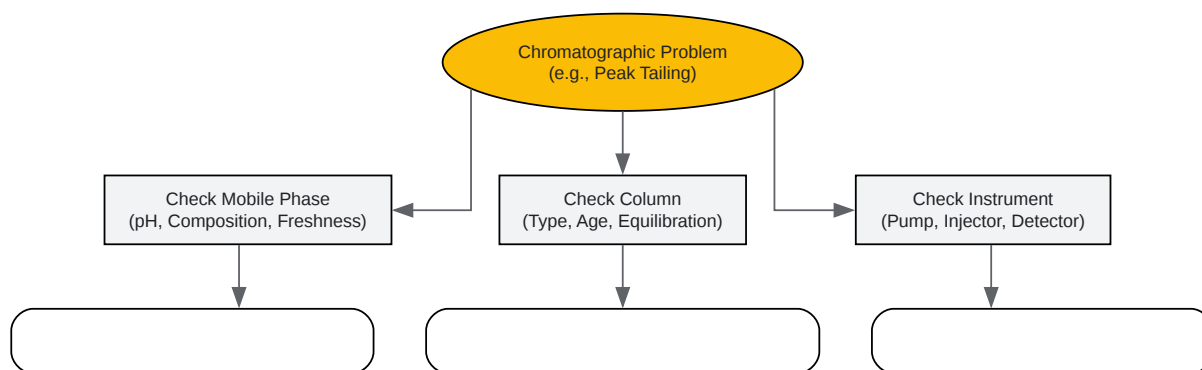 Chromatographic Problem
(e.g., Peak Tailing)
Check Mobile Phase
(pH, Composition, Freshness)
Check Column
(Type, Age, Equilibration)
Check Instrument
(Pump, Injector, Detector)